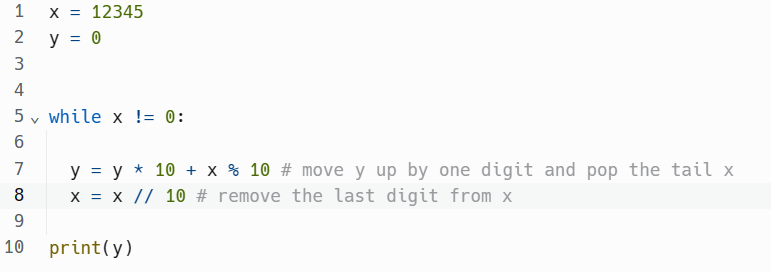 1 x = 12345
2 y = 0
3
4
5 while x != 0:
6
7 y = y * 10 + x % 10 # move y up by one digit and pop the tail x
8 x = x // 10 # remove the last digit from x
9
10 print(y)